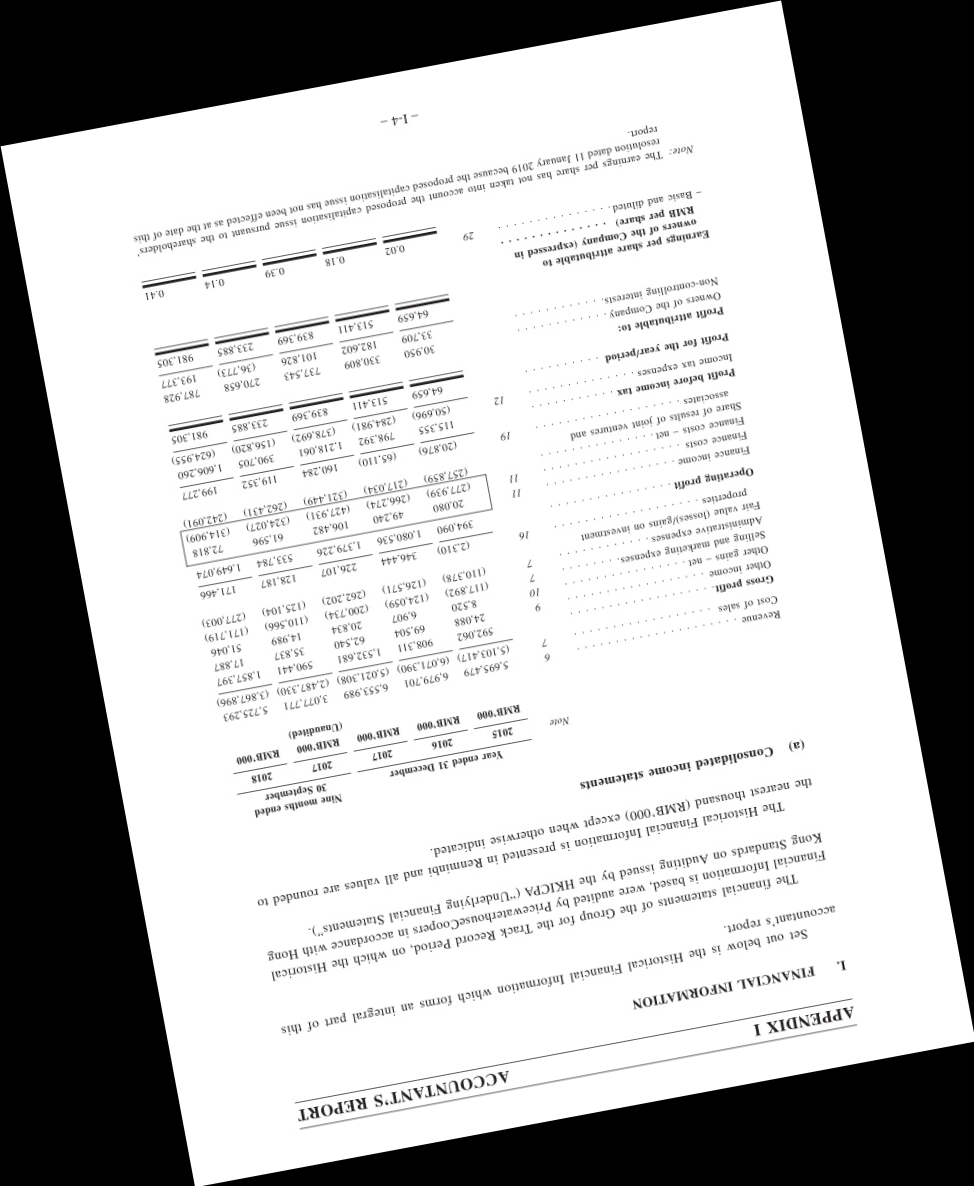 APPENDIX I
ACCOUNTANT’S REPORT
I. FINANCIAL INFORMATION
Set out below is the Historical Financial Information which forms an integral part of this
accountant’s report.
The financial statements of the Group for the Track Record Period, on which the Historical
Financial Information is based, were audited by PricewaterhouseCoopers in accordance with Hong
Kong Standards on Auditing issued by the HKICPA (“Underlying Financial Statements”).
The Historical Financial Information is presented in Renminbi and all values are rounded to
the nearest thousand (RMB’000) except when otherwise indicated.
(a) Consolidated income statements
Year ended 31 December
Nine months ended
30 September
Note 2015 2016 2017 2017 2018
RMB’000 RMB’000 RMB’000 RMB’000 RMB’000
(Unaudited)
Revenue 6 5,695,479 6,979,701 6,553,989 3,077,771 5,725,293
Cost of sales 7 (5,103,417) (6,071,390) (5,021,308) (2,487,330) (3,867,896)
Gross profit 592,062 908,311 1,532,681 590,441 1,857,397
Other income 9 24,088 69,504 62,540 35,837 17,887
Other gains – net 10 8,520 6,907 20,834 14,989 51,046
Selling and marketing expenses 7 (117,892) (124,059) (200,734) (110,566) (171,719)
Administrative expenses 7 (110,378) (126,571) (262,202) (125,104) (277,003)
Fair value (losses)/gains on investment
properties 16 (2,310) 346,444 226,107 128,187 171,466
Operating profit 394,090 1,080,536 1,379,226 533,784 1,649,074
Finance income 11 20,080 49,240 106,482 61,596 72,818
Finance costs 11 (277,939) (266,274) (427,931) (324,027) (314,909)
Finance costs – net (257,859) (217,034) (321,449) (262,431) (242,091)
Share of results of joint ventures and
associates 19 (20,876) (65,110) 160,284 119,352 199,277
Profit before income tax 115,355 798,392 1,218,061 390,705 1,606,260
Income tax expenses 12 (50,696) (284,981) (378,692) (156,820) (624,955)
Profit for the year/period 64,659 513,411 839,369 233,885 981,305
Profit attributable to:
Owners of the Company 30,950 330,809 737,543 270,658 787,928
Non-controlling interests 33,709 182,602 101,826 (36,773) 193,377
64,659 513,411 839,369 233,885 981,305
Earnings per share attributable to
owners of the Company (expressed in
RMB per share)
– Basic and diluted 29 0.02 0.18 0.39 0.14 0.41
Note: The earnings per share has not taken into account the proposed capitalisation issue pursuant to the shareholders’
resolution dated 11 January 2019 because the proposed capitalisation issue has not been effected as at the date of this
report.
– I-4 –